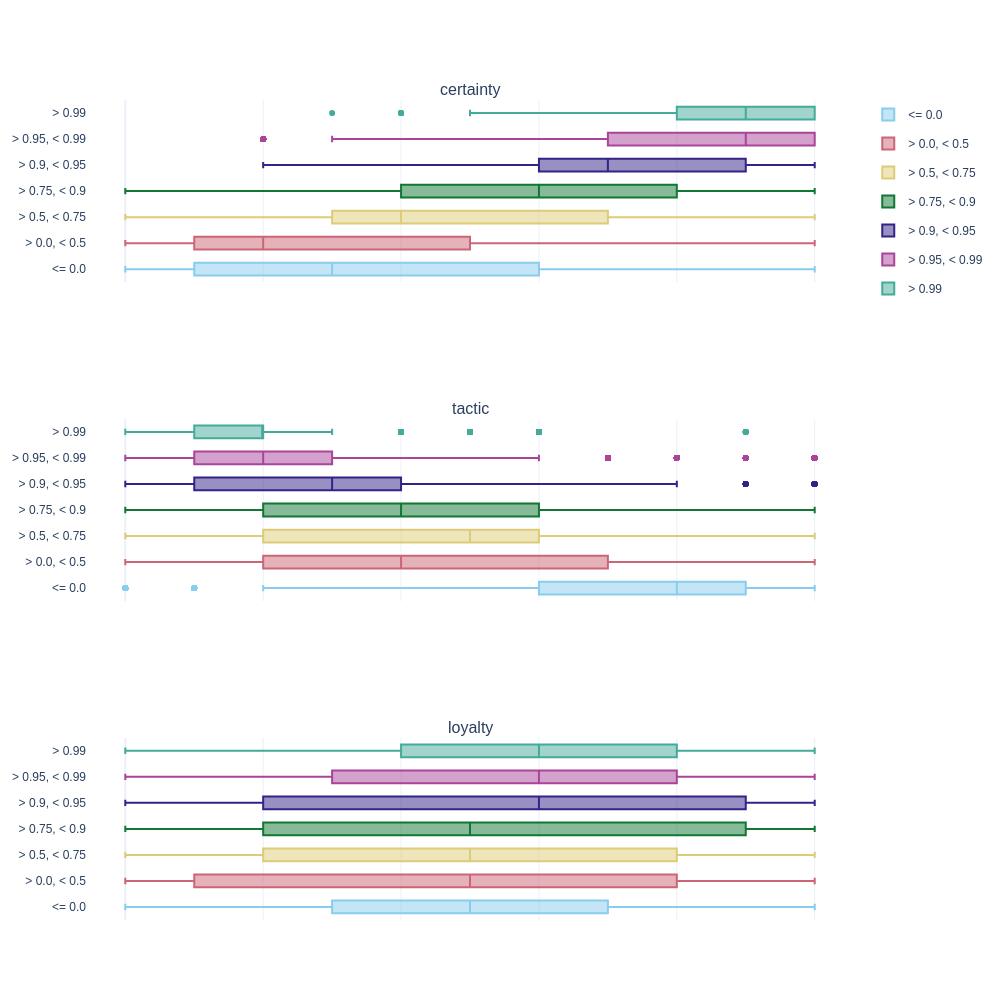 certainty
> 0.99
> 0.95, < 0.99
> 0.9, < 0.95
> 0.75, < 0.9
> 0.5, < 0.75
> 0.0, < 0.5
<= 0.0
<= 0.0
> 0.0, < 0.5
> 0.5, < 0.75
> 0.75, < 0.9
> 0.9, < 0.95
> 0.95, < 0.99
> 0.99
tactic
> 0.99
> 0.95, < 0.99
> 0.9, < 0.95
> 0.75, < 0.9
> 0.5, < 0.75
> 0.0, < 0.5
<= 0.0
loyalty
> 0.99
> 0.95, < 0.99
> 0.9, < 0.95
> 0.75, < 0.9
> 0.5, < 0.75
> 0.0, < 0.5
<= 0.0